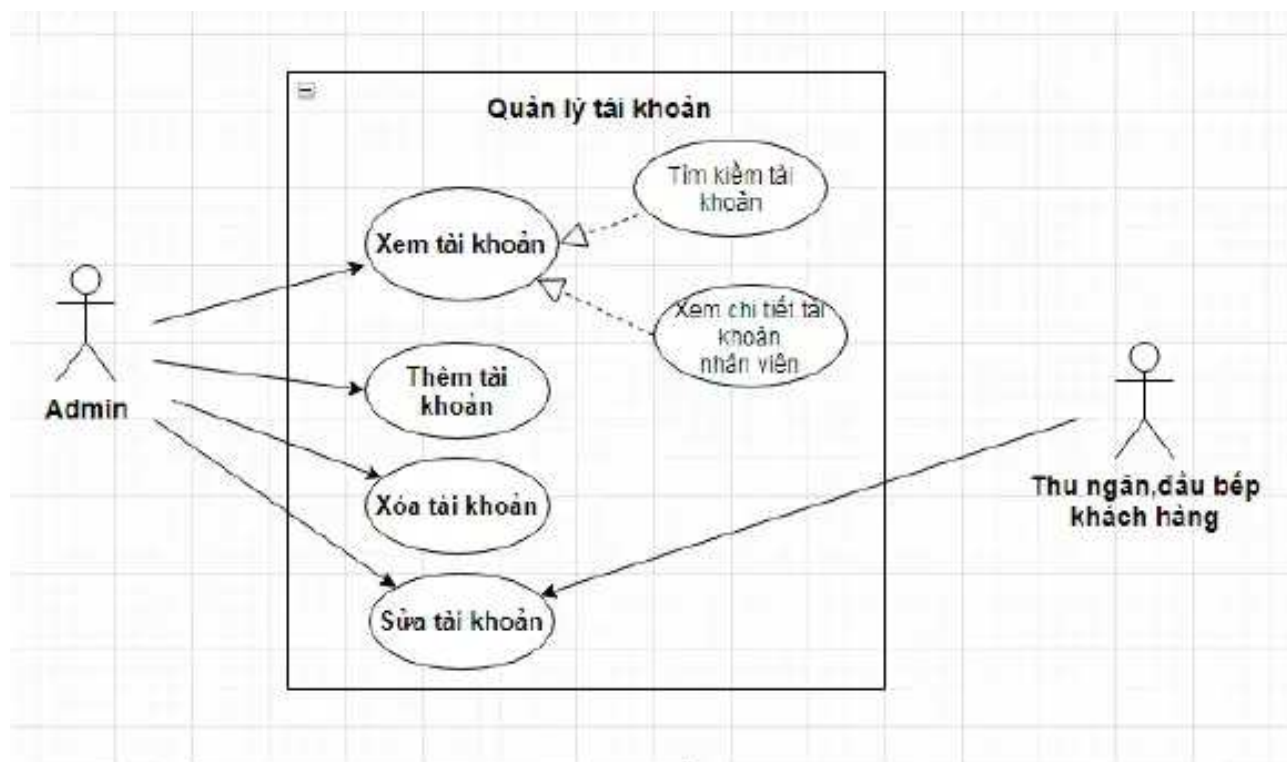 Quản lý tài khoản
Tìm kiếm tài
khoản
Xem tài khoản
Xem chi tiết tài
khoản
nhân viên
Thêm tài
khoản
Admin
Xóa tài khoản
Thu ngân,đầu bếp
khách hàng
Sửa tài khoản